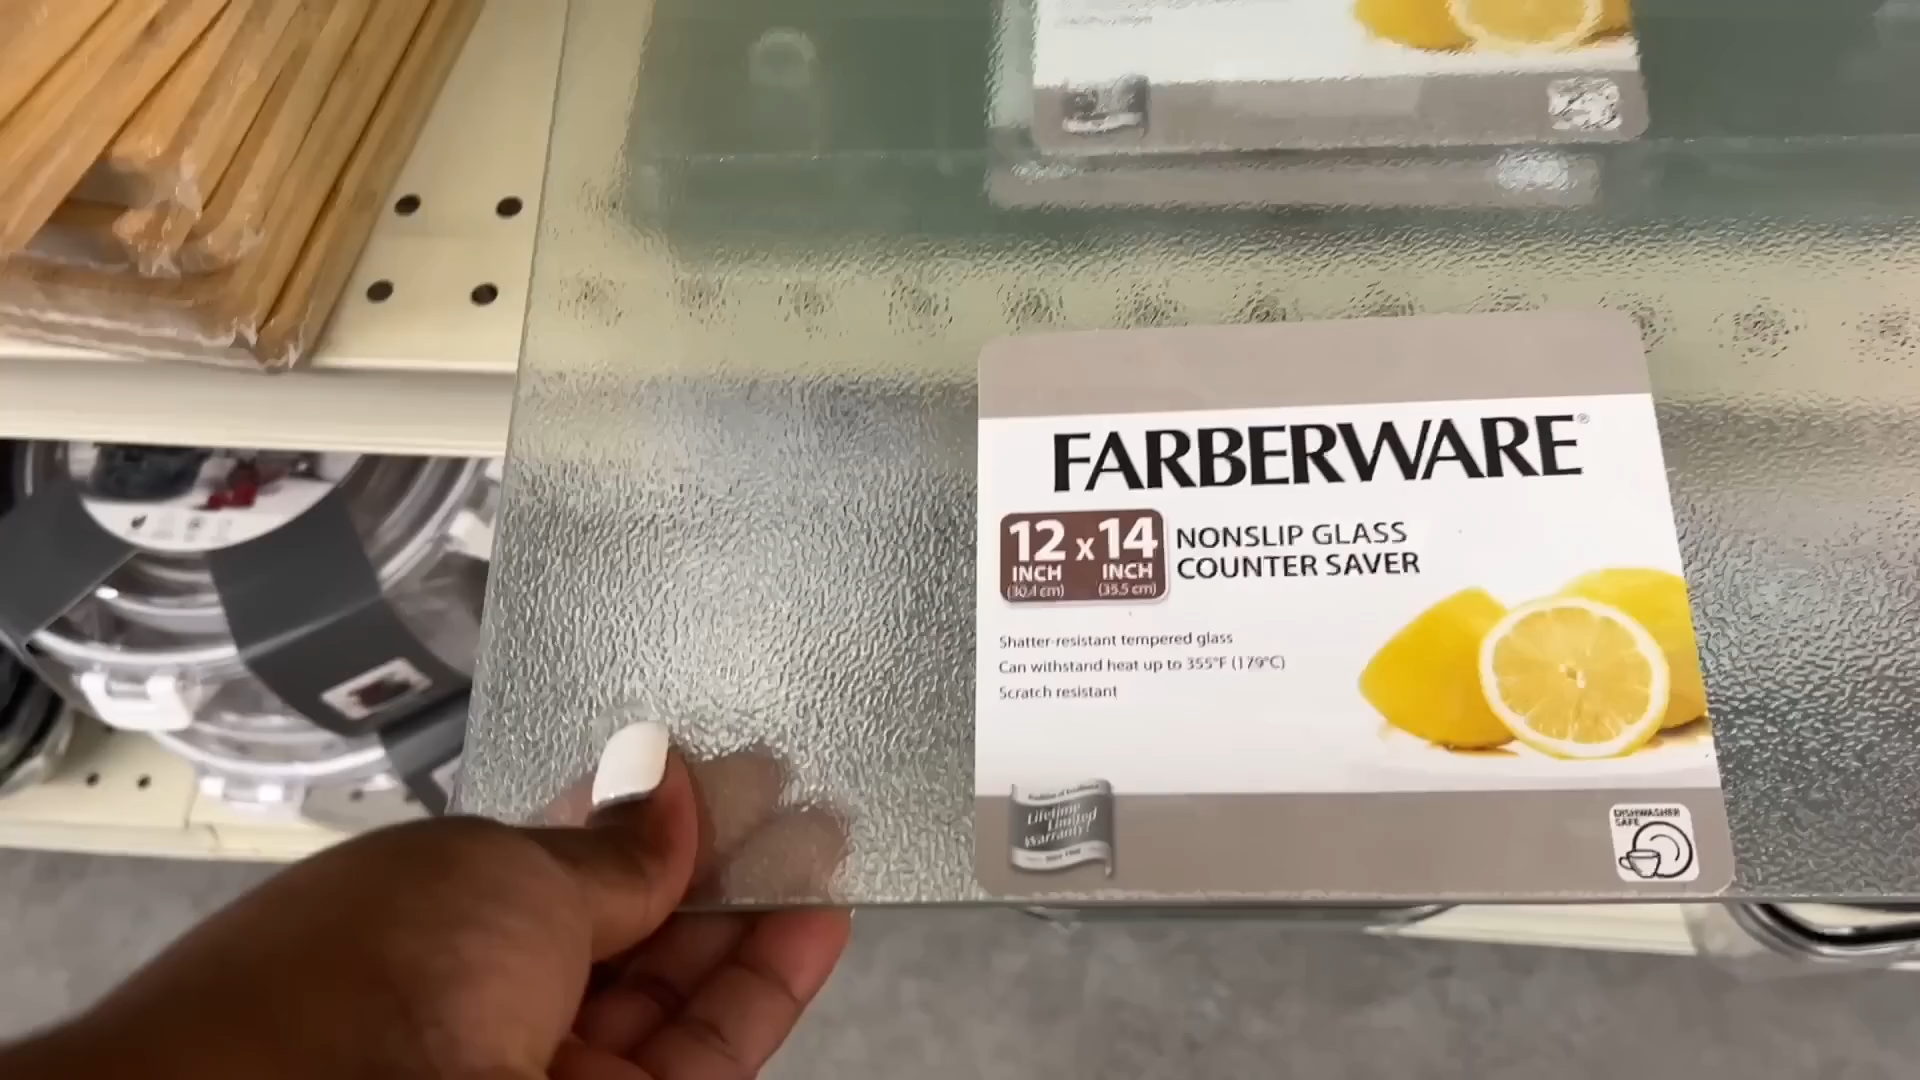 FARBERWARE®
12 x 14
INCH INCH
(30.4 cm) (35.5 cm)
NONSLIP GLASS
COUNTER SAVER
Shatter-resistant tempered glass
Can withstand heat up to 355°F (179°C)
Scratch resistant
Lifetime
Limited
Warranty
DISHWASHER
SAFE